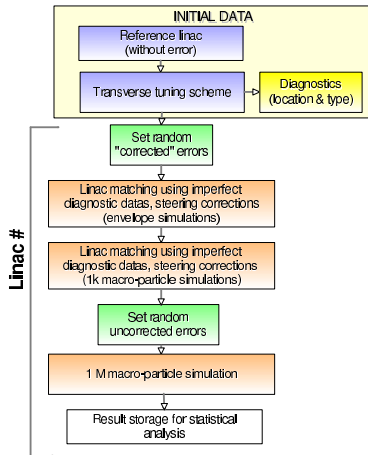 INITIAL DATA
Reference linac
(without error)
Transverse tuning scheme
Diagnostics
(location & type)
Set random
"corrected" errors
Linac matching using imperfect
diagnostic datas, steering corrections
(envelope simulations)
Linac matching using imperfect
diagnostic datas, steering corrections
(1k macro-particle simulations)
Set random
uncorrected errors
1 M macro-particle simulation
Result storage for statistical
analysis
Linac #